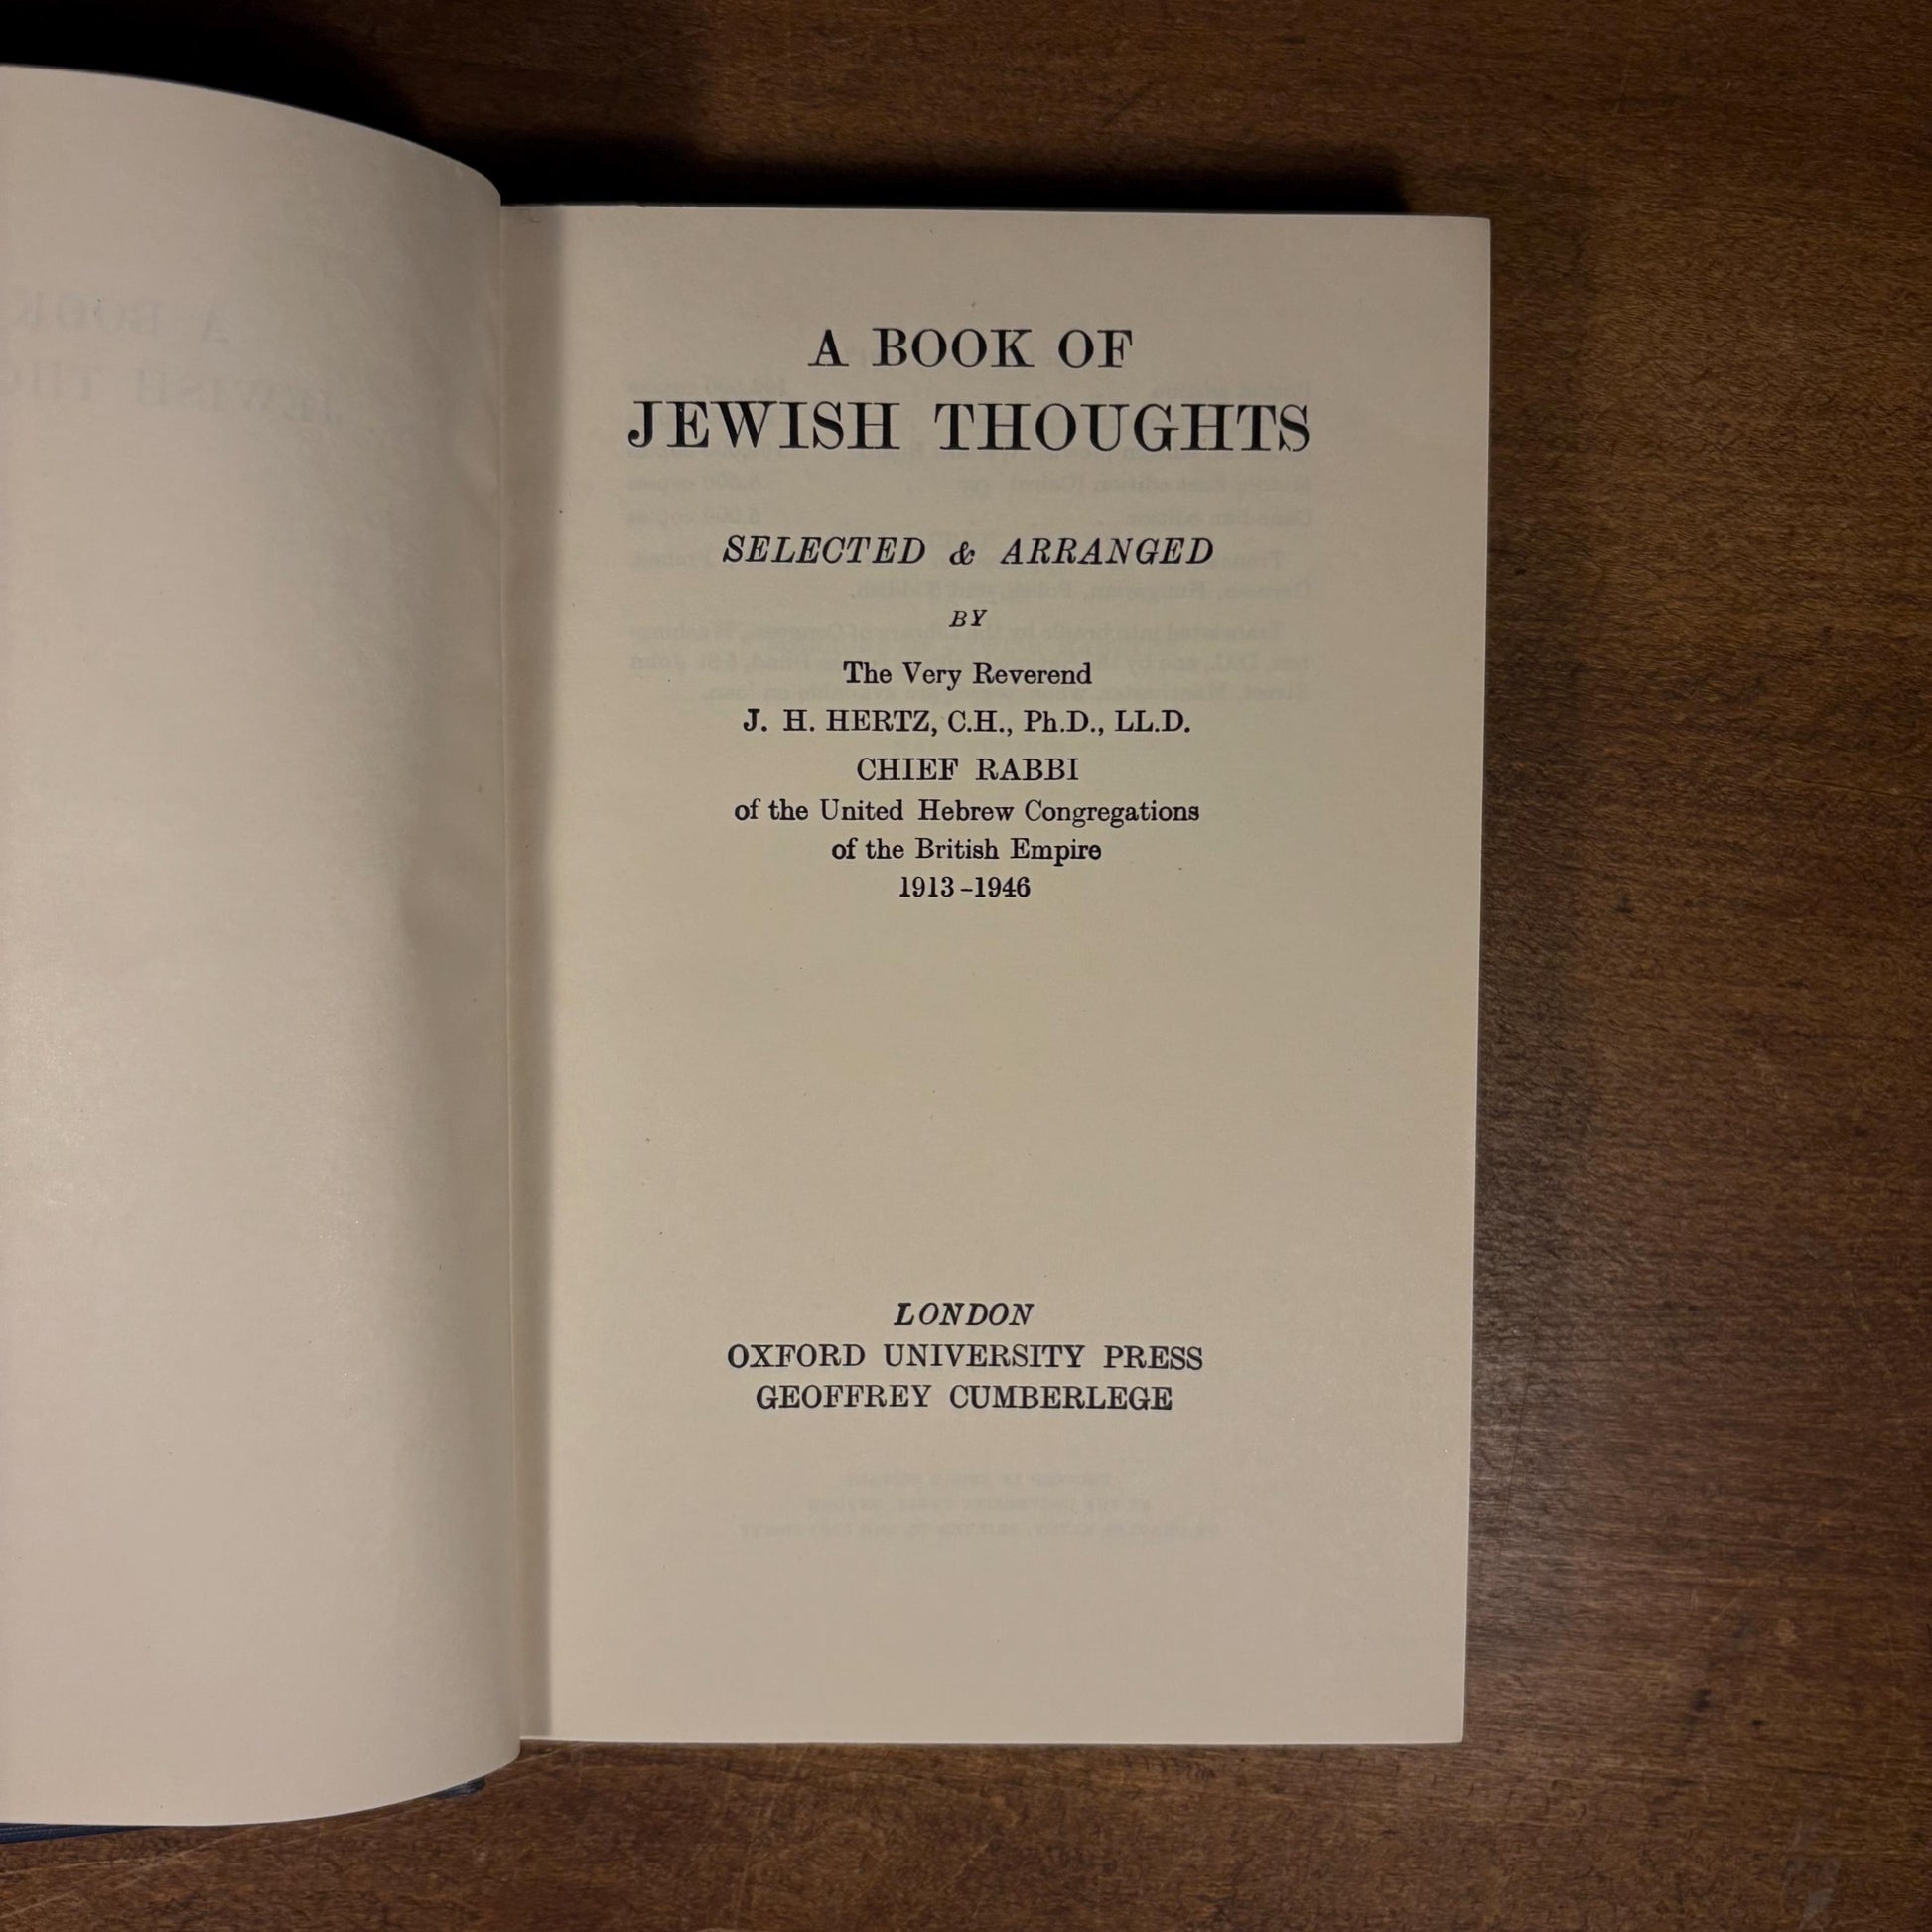 A BOOK OF
JEWISH THOUGHTS
SELECTED & ARRANGED
BY
The Very Reverend
J. H. HERTZ, C.H., Ph.D., LL.D.
CHIEF RABBI
of the United Hebrew Congregations
of the British Empire
1913-1946
LONDON
OXFORD UNIVERSITY PRESS
GEOFFREY CUMBERLEGE